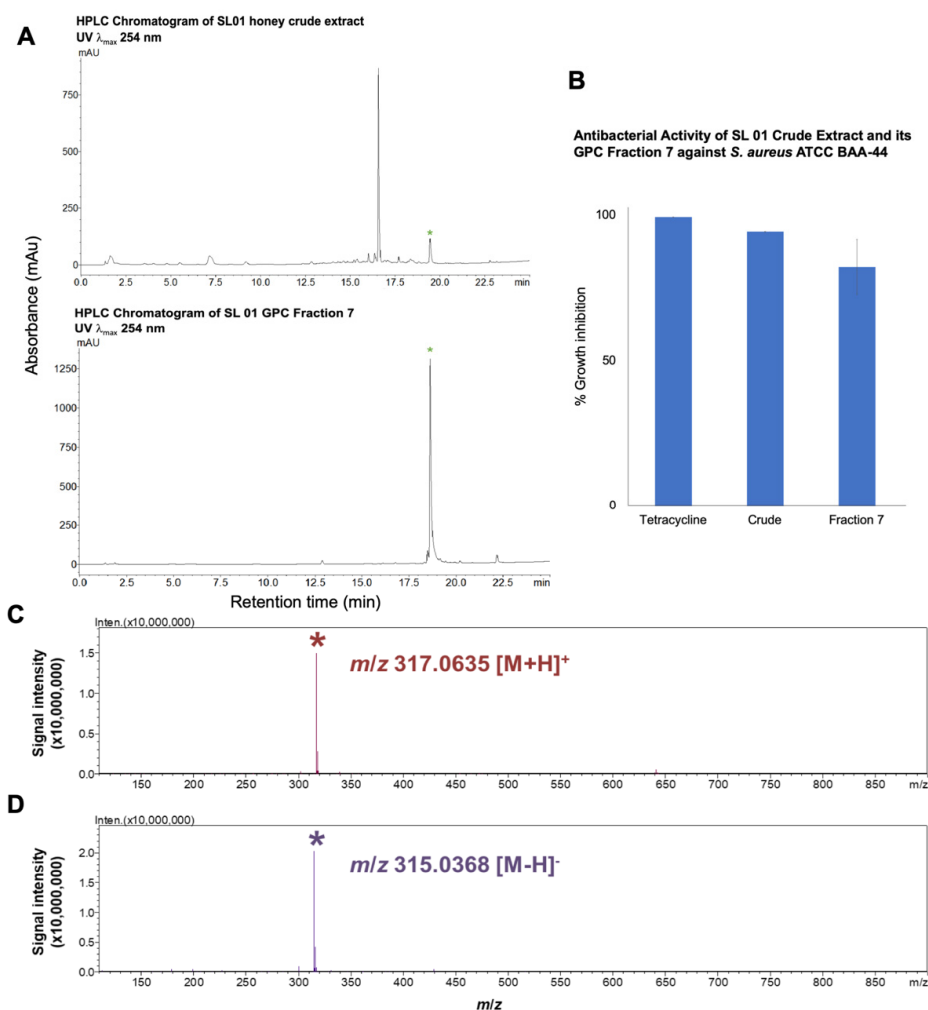 A
HPLC Chromatogram of SL01 honey crude extract
UV λmax 254 nm
mAU
750
500
250
0
0.0 2.5 5.0 7.5 10.0 12.5 15.0 17.5 20.0 22.5 min
*
HPLC Chromatogram of SL 01 GPC Fraction 7
UV λmax 254 nm
mAU
1250
1000
750
500
250
0
0.0 2.5 5.0 7.5 10.0 12.5 15.0 17.5 20.0 22.5 min
*
Absorbance (mAu)
Retention time (min)
B
Antibacterial Activity of SL 01 Crude Extract and its
GPC Fraction 7 against S. aureus ATCC BAA-44
% Growth inhibition
100
50
0
Tetracycline Crude Fraction 7
C
Inten.(x10,000,000)
Signal intensity
(x10,000,000)
1.5
1.0
0.5
0.0
* m/z 317.0635 [M+H]+
150 200 250 300 350 400 450 500 550 600 650 700 750 800 850 m/z
D
Inten.(x10,000,000)
Signal intensity
(x10,000,000)
2.0
1.5
1.0
0.5
0.0
* m/z 315.0368 [M-H]-
150 200 250 300 350 400 450 500 550 600 650 700 750 800 850 m/z
m/z